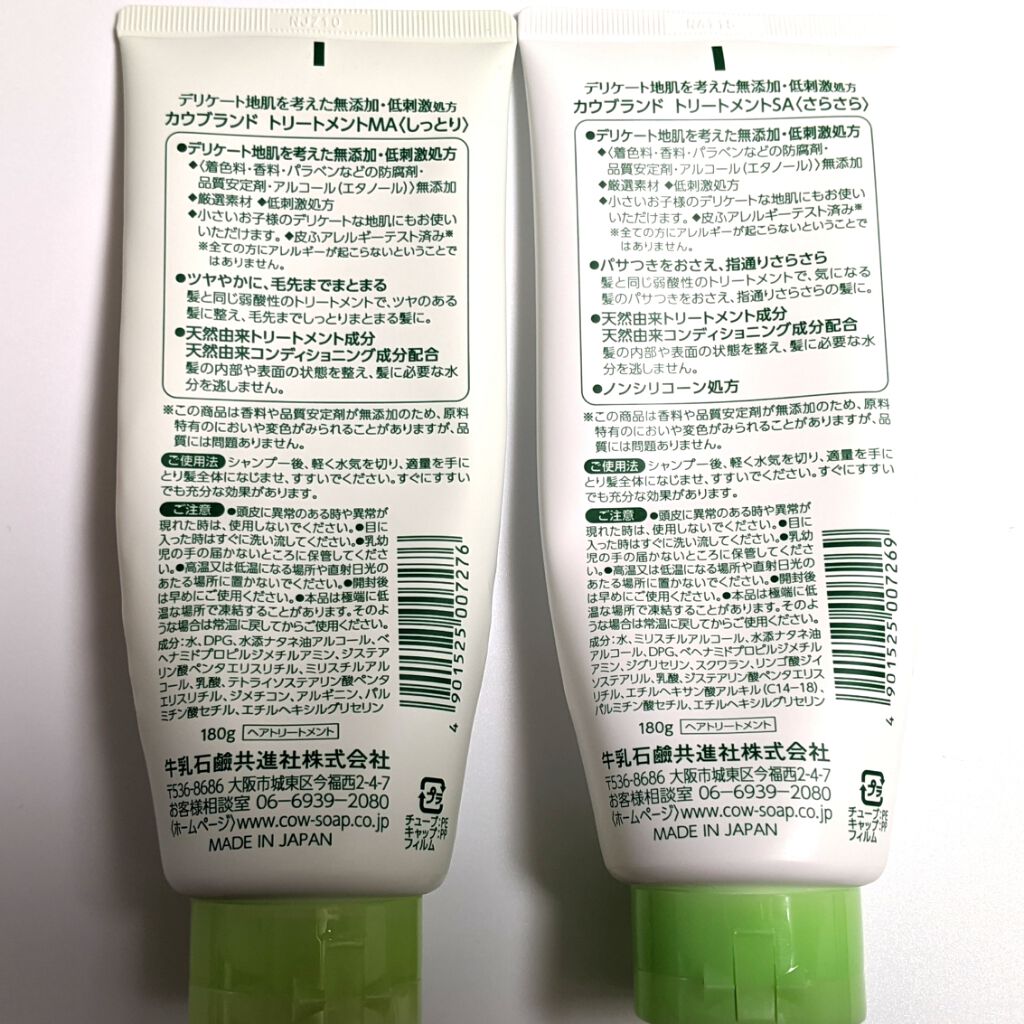 NJZ10
デリケート地肌を考えた無添加・低刺激処方
カウブランド トリートメントMA〈しっとり〉
●デリケート地肌を考えた無添加・低刺激処方
◆〈着色料・香料・パラベンなどの防腐剤・
品質安定剤・アルコール(エタノール)〉無添加
◆厳選素材 ◆低刺激処方
◆小さいお子様のデリケートな地肌にもお使い
いただけます。◆皮ふアレルギーテスト済み※
※全ての方にアレルギーが起こらないということで
はありません。
●ツヤやかに、毛先までまとまる
髪と同じ弱酸性のトリートメントで、ツヤのある
髪に整え、毛先までしっとりまとまる髪に。
●天然由来トリートメント成分
天然由来コンディショニング成分配合
髪の内部や表面の状態を整え、髪に必要な水
分を逃しません。
※この商品は香料や品質安定剤が無添加のため、原料
特有のにおいや変色がみられることがありますが、品
質には問題ありません。
ご使用法 シャンプー後、軽く水気を切り、適量を手に
とり髪全体になじませ、すすいでください。すぐにすすい
でも充分な効果があります。
ご注意 ●頭皮に異常のある時や異常が
現れた時は、使用しないでください。●目に
入った時はすぐに洗い流してください。●乳幼
児の手の届かないところに保管してくださ
い。●高温又は低温になる場所や直射日光の
あたる場所に置かないでください。●開封後
は早めにご使用ください。●本品は極端に低
温な場所で凍結することがあります。そのよ
うな場合は常温に戻してからご使用ください。
成分:水、DPG、水添ナタネ油アルコール、ベ
ヘナミドプロピルジメチルアミン、ジステア
リン酸ペンタエリスリチル、ミリスチルアル
コール、乳酸、テトライソステアリン酸ペンタ
エリスリチル、ジメチコン、アルギニン、パル
ミチン酸セチル、エチルヘキシルグリセリン
4 901525 007276
180g ヘアトリートメント
牛乳石鹼共進社株式会社
〒536-8686 大阪市城東区今福西2-4-7
お客様相談室 06-6939-2080
〈ホームページ〉www.cow-soap.co.jp
MADE IN JAPAN
プラ
チューブ:PE
キャップ:PP
フィルム
デリケート地肌を考えた無添加・低刺激処方
カウブランド トリートメントSA〈さらさら〉
●デリケート地肌を考えた無添加・低刺激処方
◆〈着色料・香料・パラベンなどの防腐剤・
品質安定剤・アルコール(エタノール)〉無添加
◆厳選素材 ◆低刺激処方
◆小さいお子様のデリケートな地肌にもお使い
いただけます。◆皮ふアレルギーテスト済み※
※全ての方にアレルギーが起こらないということで
はありません。
●パサつきをおさえ、指通りさらさら
髪と同じ弱酸性のトリートメントで、気になる
髪のパサつきをおさえ、指通りさらさらの髪に。
●天然由来トリートメント成分
天然由来コンディショニング成分配合
髪の内部や表面の状態を整え、髪に必要な水
分を逃しません。
●ノンシリコーン処方
※この商品は香料や品質安定剤が無添加のため、原料
特有のにおいや変色がみられることがありますが、品
質には問題ありません。
ご使用法 シャンプー後、軽く水気を切り、適量を手に
とり髪全体になじませ、すすいでください。すぐにすすい
でも充分な効果があります。
ご注意 ●頭皮に異常のある時や異常が
現れた時は、使用しないでください。●目に
入った時はすぐに洗い流してください。●乳幼
児の手の届かないところに保管してくださ
い。●高温又は低温になる場所や直射日光の
あたる場所に置かないでください。●開封後
は早めにご使用ください。●本品は極端に低
温な場所で凍結することがあります。そのよ
うな場合は常温に戻してからご使用ください。
成分:水、ミリスチルアルコール、水添ナタネ油
アルコール、DPG、ベヘナミドプロピルジメチル
アミン、ジグリセリン、スクワラン、リンゴ酸ジイ
ソステアリル、乳酸、ジステアリン酸ペンタエリス
リチル、エチルヘキサン酸アルキル(C14-18)、
パルミチン酸セチル、エチルヘキシルグリセリン
4 901525 007269
180g ヘアトリートメント
牛乳石鹼共進社株式会社
〒536-8686 大阪市城東区今福西2-4-7
お客様相談室 06-6939-2080
〈ホームページ〉www.cow-soap.co.jp
MADE IN JAPAN
プラ
チューブ:PE
キャップ:PP
フィルム